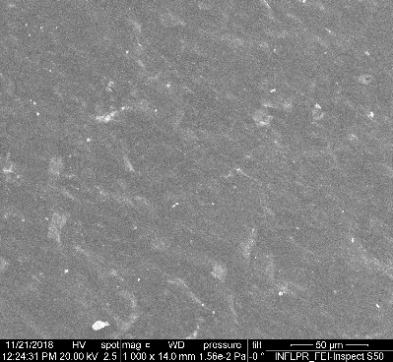 11/21/2018 HV spot mag WD pressure tilt 50 µm
12:24:31 PM 20.00 kV 2.5 1 000 x 14.0 mm 1.56e-2 Pa -0 ° INFLPR_FEI-Inspect S50